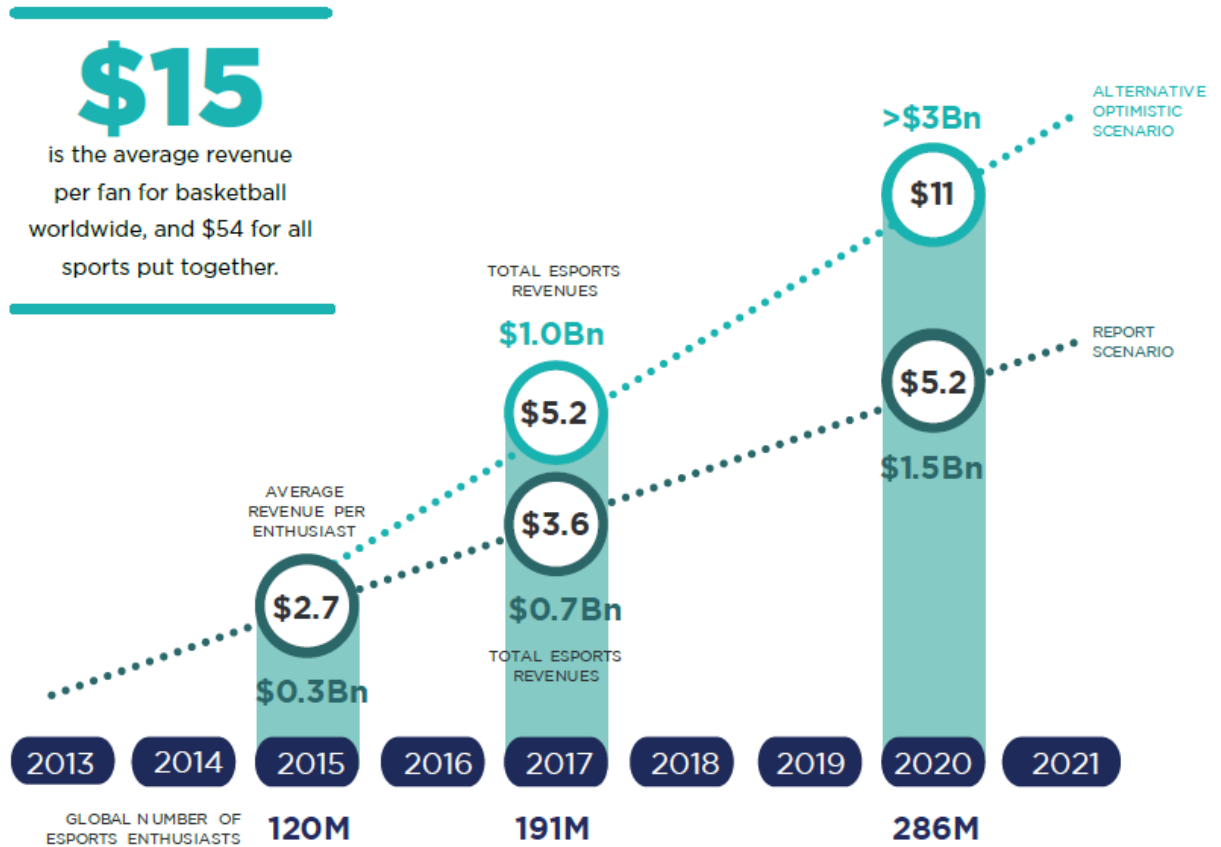 $15
is the average revenue
per fan for basketball
worldwide, and $54 for all
sports put together.
ALTERNATIVE
OPTIMISTIC
SCENARIO
>$3Bn
$11
TOTAL ESPORTS
REVENUES
$1.0Bn
$5.2
REPORT
SCENARIO
$5.2
$1.5Bn
AVERAGE
REVENUE PER
ENTHUSIAST
$2.7
$0.3Bn
$3.6
$0.7Bn
TOTAL ESPORTS
REVENUES
2013 2014 2015 2016 2017 2018 2019 2020 2021
GLOBAL NUMBER OF
ESPORTS ENTHUSIASTS
120M 191M 286M